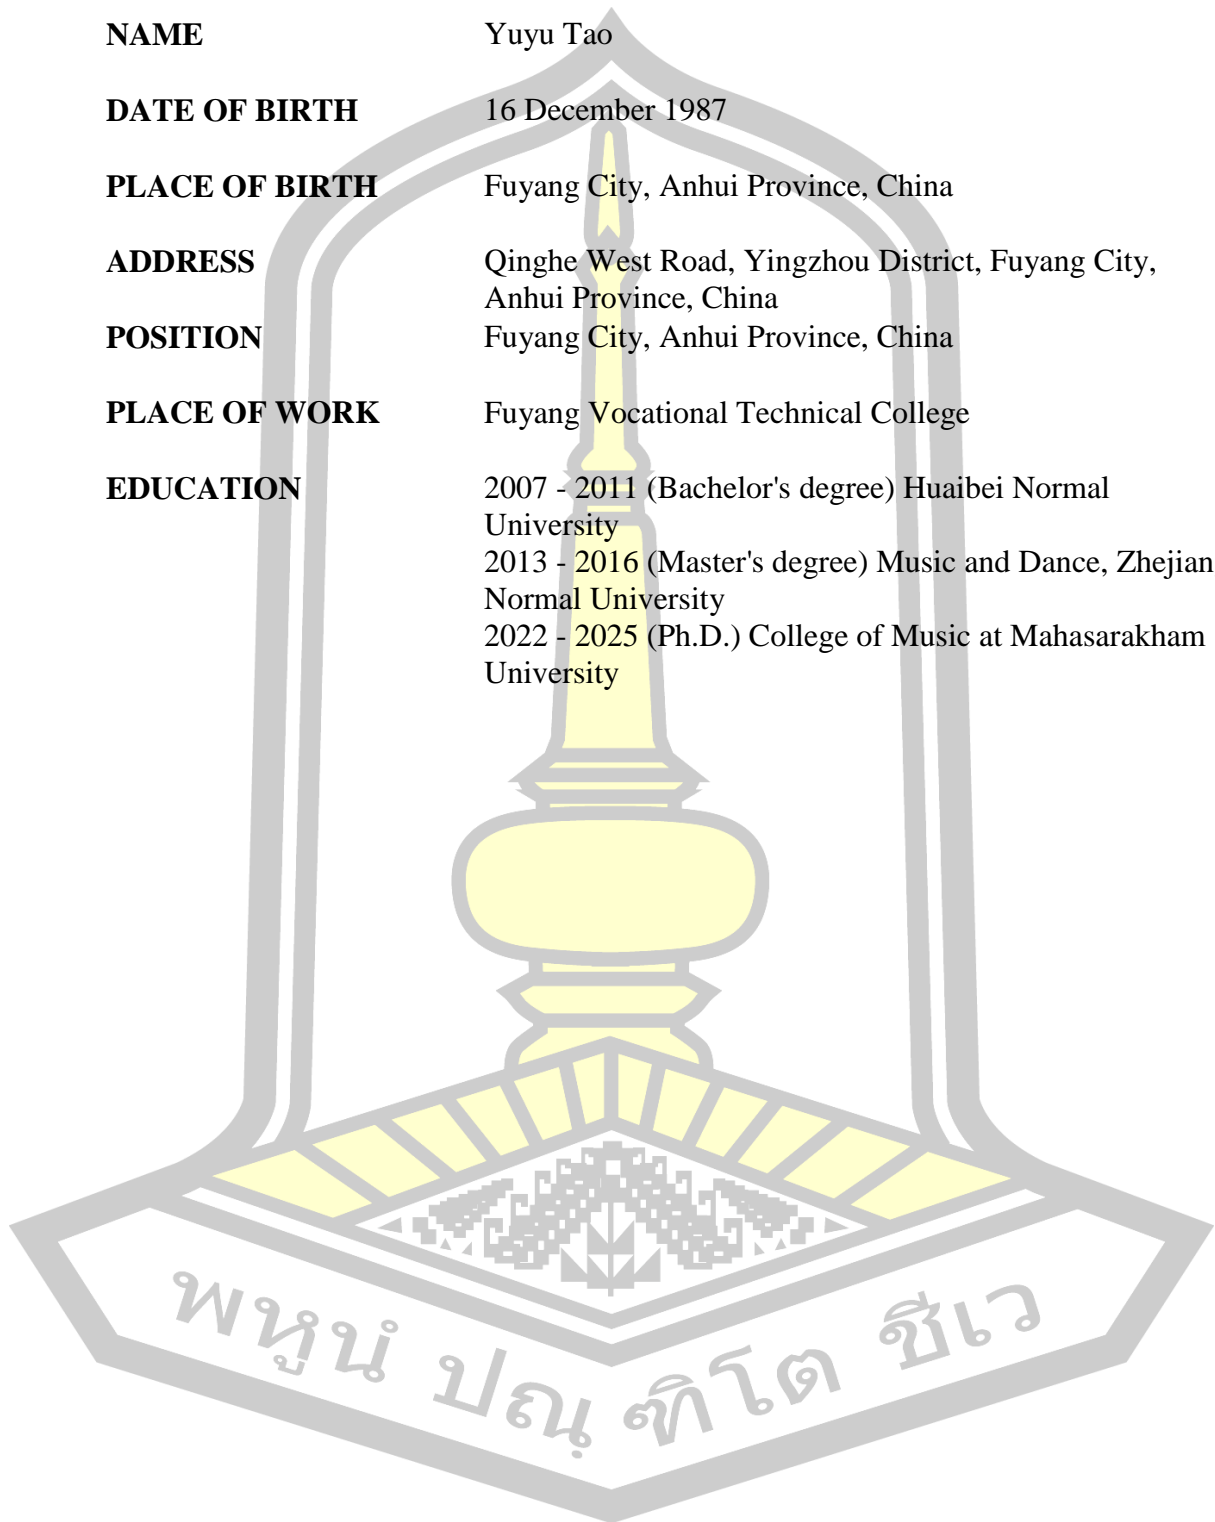 NAME Yuyu Tao
DATE OF BIRTH 16 December 1987
PLACE OF BIRTH Fuyang City, Anhui Province, China
ADDRESS Qinghe West Road, Yingzhou District, Fuyang City,
Anhui Province, China
POSITION Fuyang City, Anhui Province, China
PLACE OF WORK Fuyang Vocational Technical College
EDUCATION 2007 - 2011 (Bachelor's degree) Huaibei Normal
University
2013 - 2016 (Master's degree) Music and Dance, Zhejian
Normal University
2022 - 2025 (Ph.D.) College of Music at Mahasarakham
University
พหูนํ ปณฺ ฑิโต ชีเว